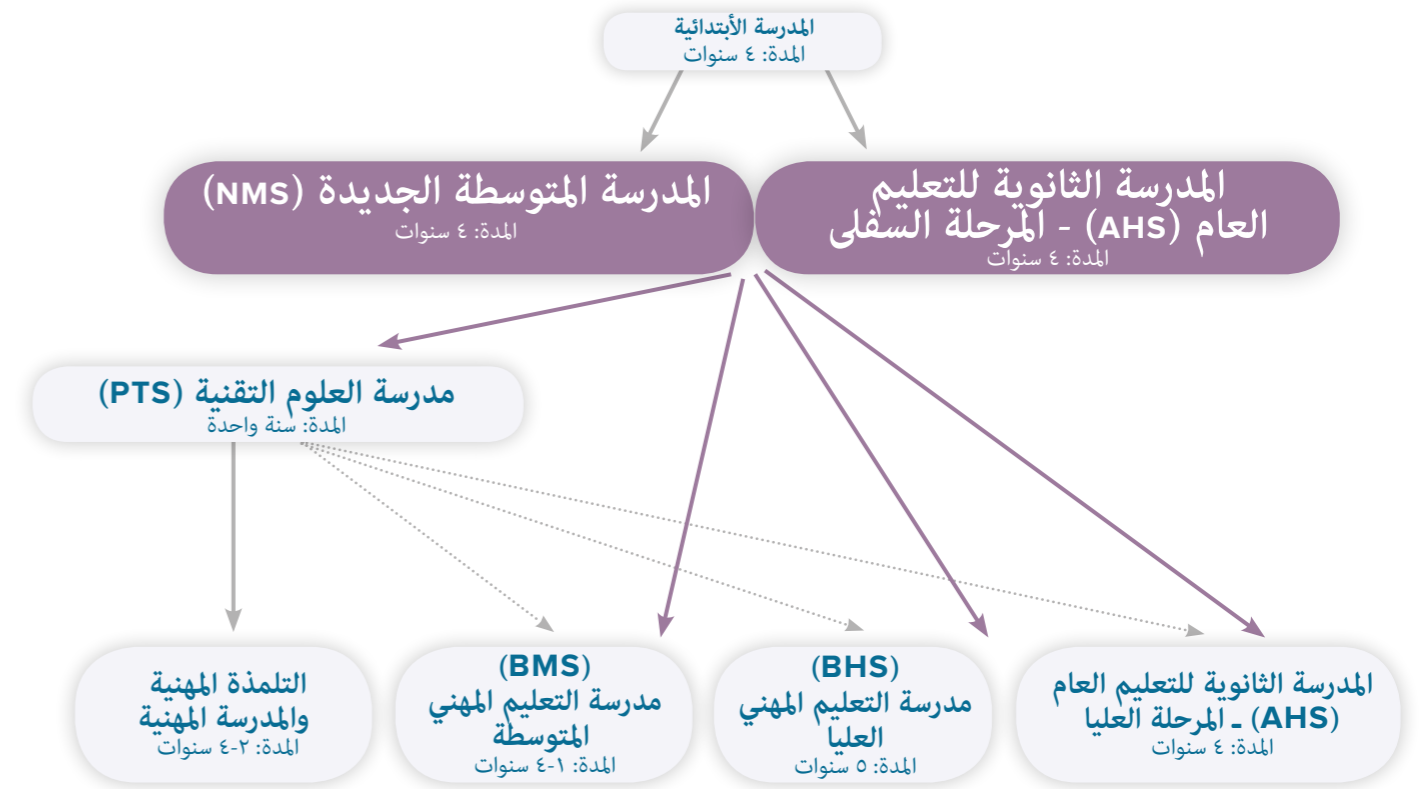 المدرسة الأبتدائية
المدة: ٤ سنوات
المدرسة الثانوية للتعليم
العام (AHS) - المرحلة السفلى
المدة: ٤ سنوات
المدرسة المتوسطة الجديدة (NMS)
المدة: ٤ سنوات
مدرسة العلوم التقنية (PTS)
المدة: سنة واحدة
المدرسة الثانوية للتعليم العام
(AHS) ـ المرحلة العليا
المدة: ٤ سنوات
(BHS)
مدرسة التعليم المهني
العليا
المدة: ٥ سنوات
(BMS)
مدرسة التعليم المهني
المتوسطة
المدة: ١-٤ سنوات
التلمذة المهنية
والمدرسة المهنية
المدة: ٢-٤ سنوات